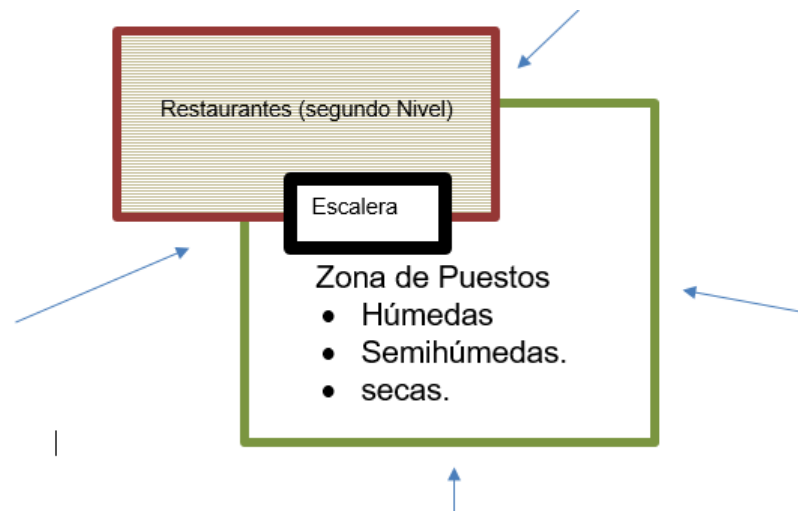 Restaurantes (segundo Nivel)
Escalera
Zona de Puestos
• Húmedas
• Semihúmedas.
• secas.